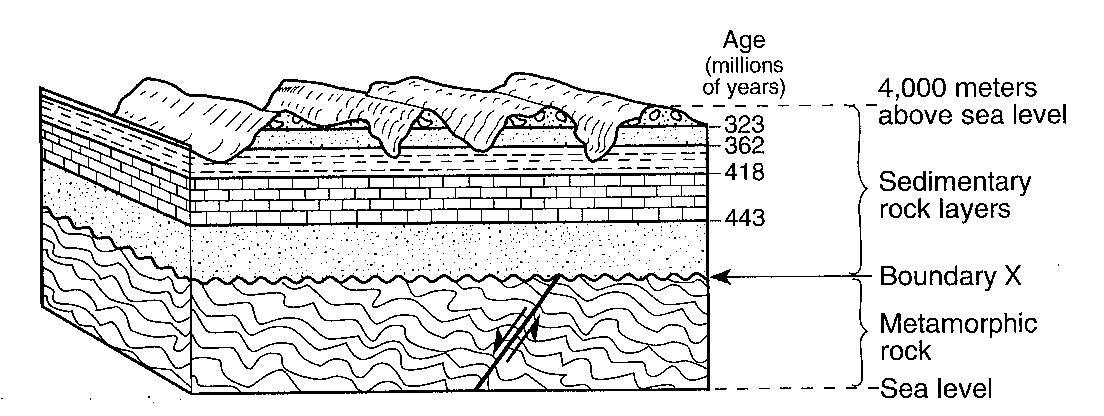 Age
(millions
of years)
4,000 meters
above sea level
323
362
418
Sedimentary
rock layers
443
Boundary X
Metamorphic
rock
Sea level